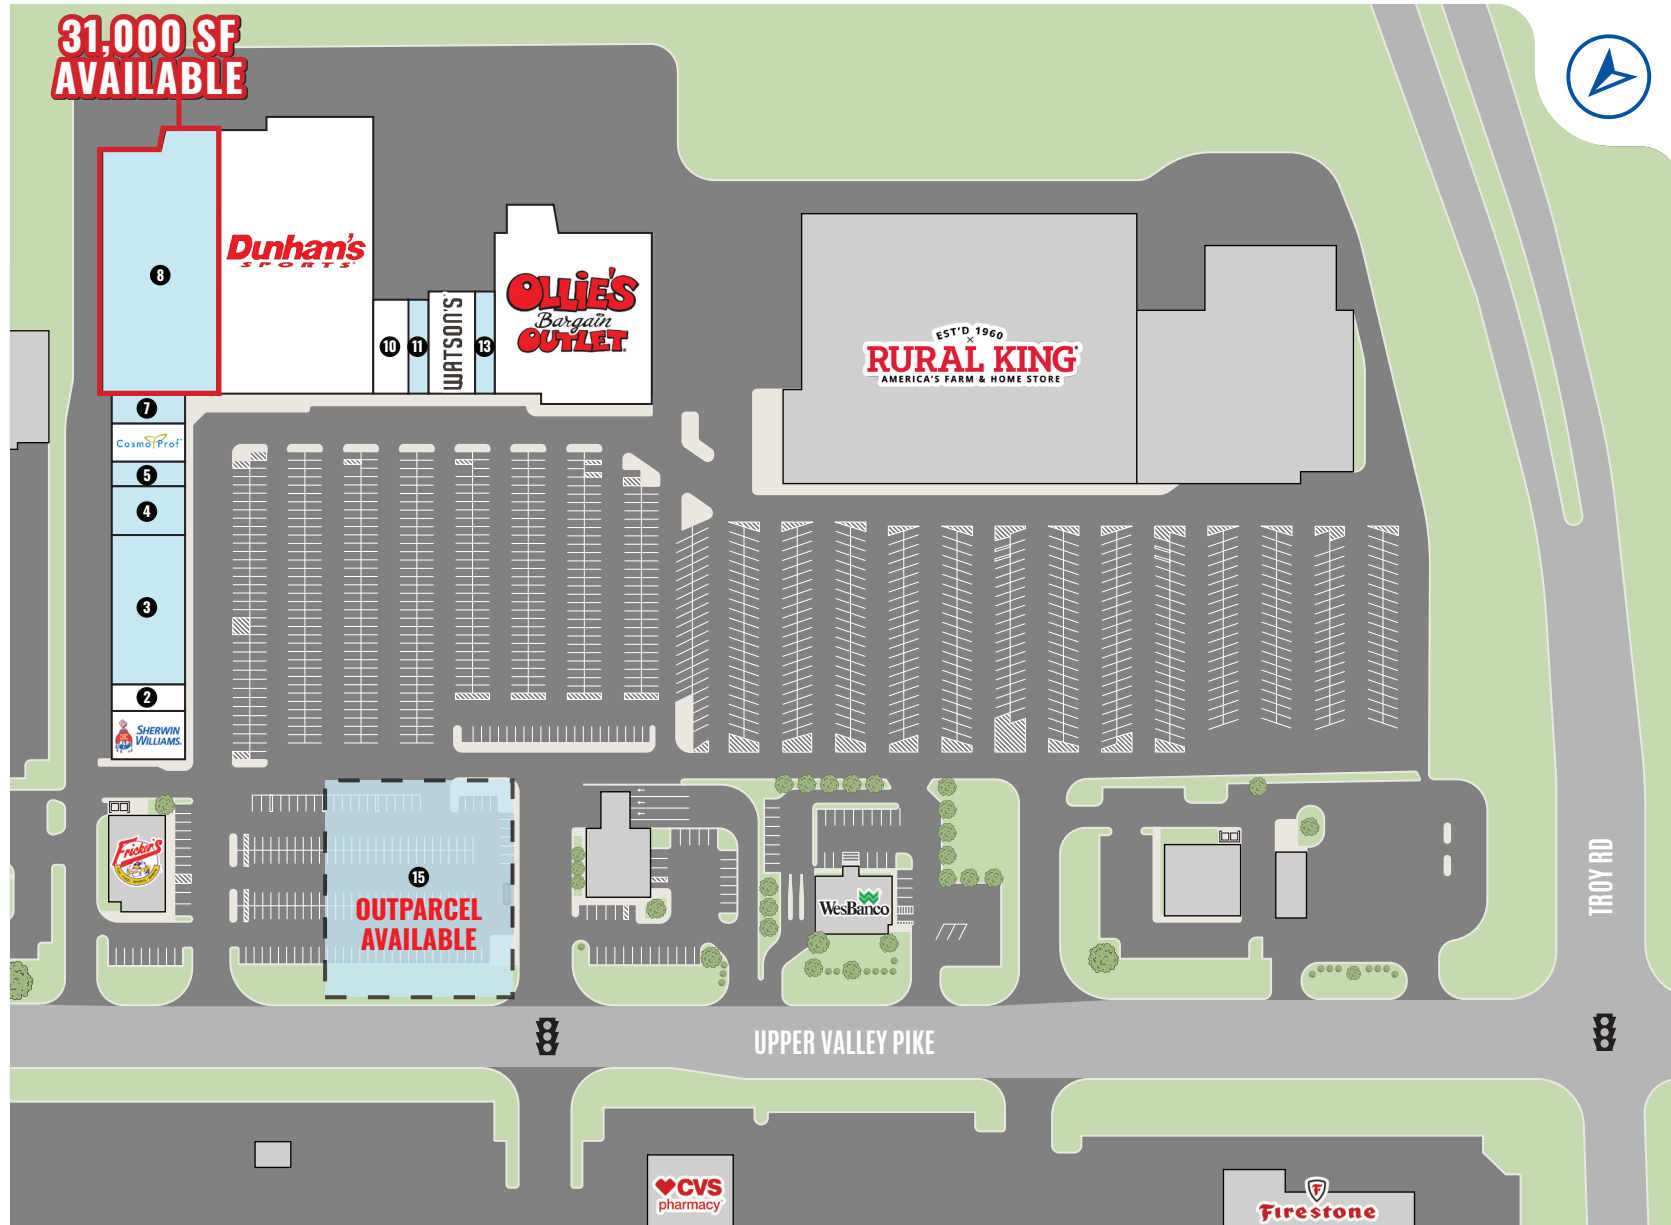 31,000 SF
AVAILABLE
8
DUNHAM'S
SPORTS
10
11
WATSON'S
13
OLLIE'S
Bargain
OUTLET
EST'D 1960
RURAL KING
AMERICA'S FARM & HOME STORE
7
CosmoProf
5
4
3
2
SHERWIN
WILLIAMS.
Fricker's
15
OUTPARCEL
AVAILABLE
WesBanco
TROY RD
UPPER VALLEY PIKE
CVS
pharmacy
F
Firestone